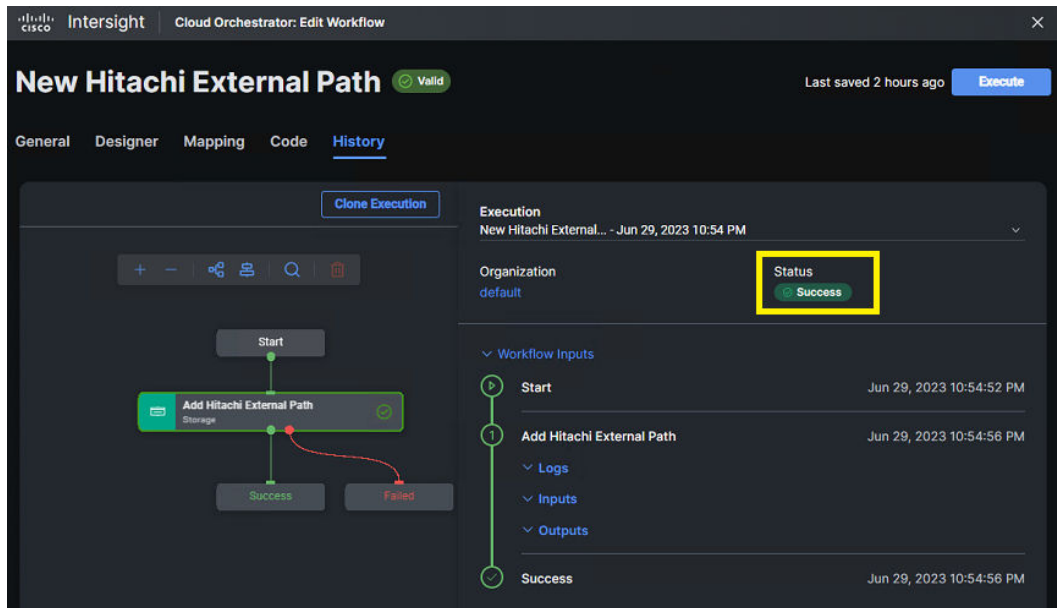 CISCO Intersight Cloud Orchestrator: Edit Workflow
New Hitachi External Path Valid
Last saved 2 hours ago Execute
General Designer Mapping Code History
Clone Execution
Start
Add Hitachi External Path
Storage
Success Failed
Execution
New Hitachi External... - Jun 29, 2023 10:54 PM
Organization
default
Status
Success
Workflow Inputs
Start Jun 29, 2023 10:54:52 PM
1 Add Hitachi External Path Jun 29, 2023 10:54:56 PM
Logs
Inputs
Outputs
Success Jun 29, 2023 10:54:56 PM